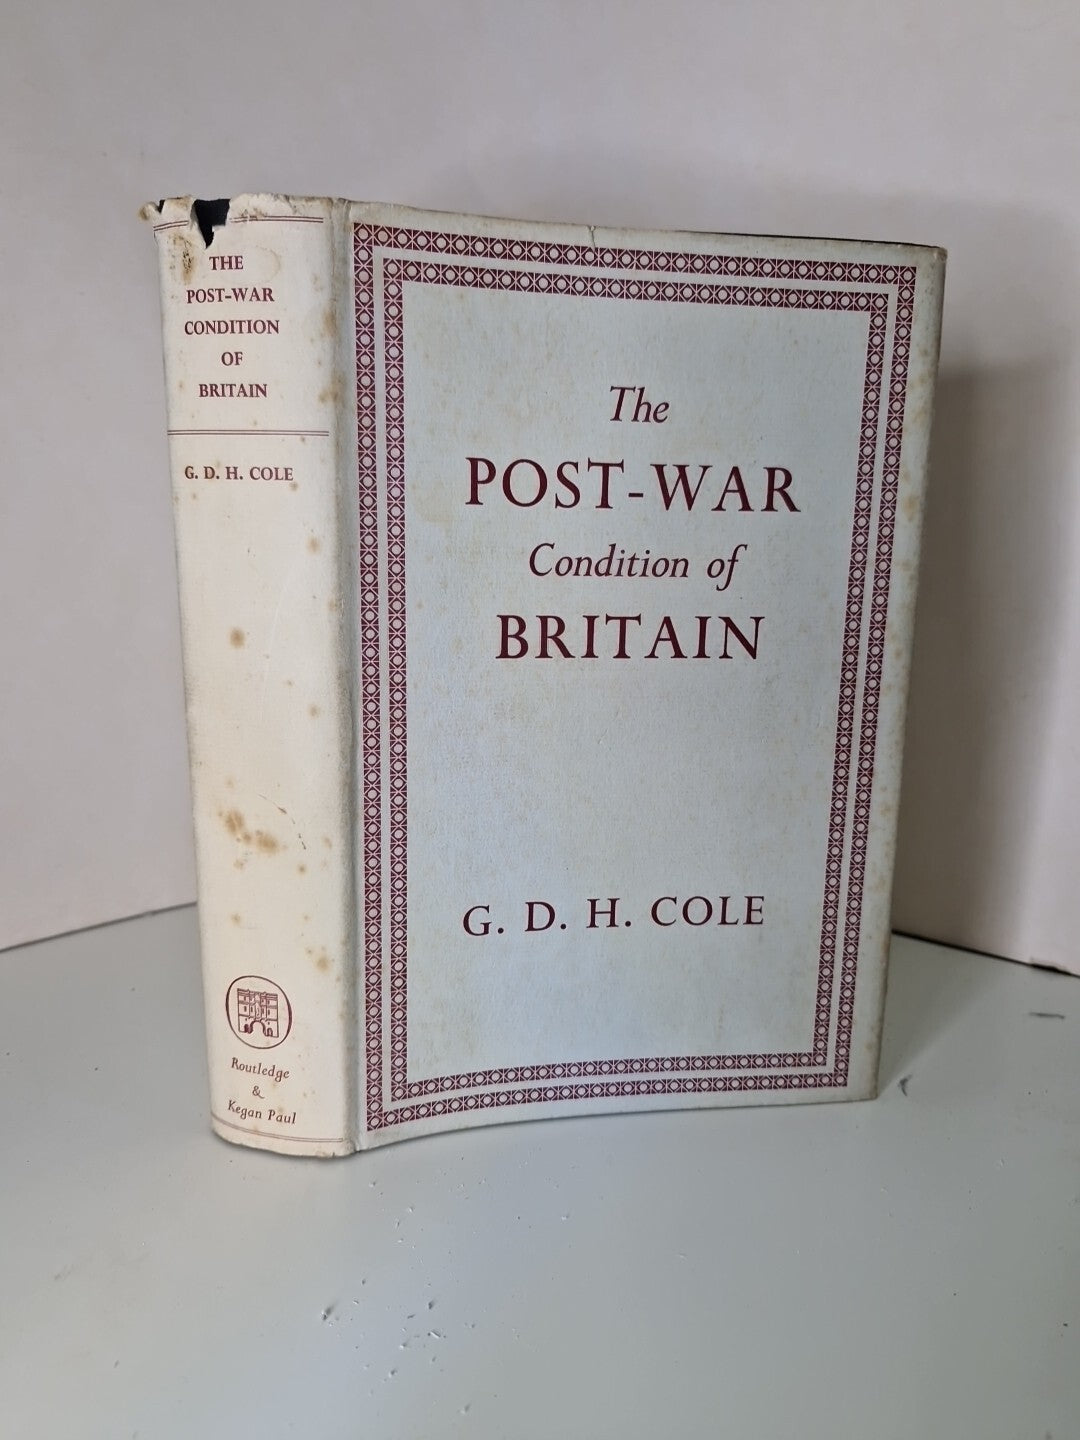 THE
POST-WAR
CONDITION
OF
BRITAIN
G. D. H. COLE
Routledge
&
Kegan Paul
The
POST-WAR
Condition of
BRITAIN
G. D. H. COLE